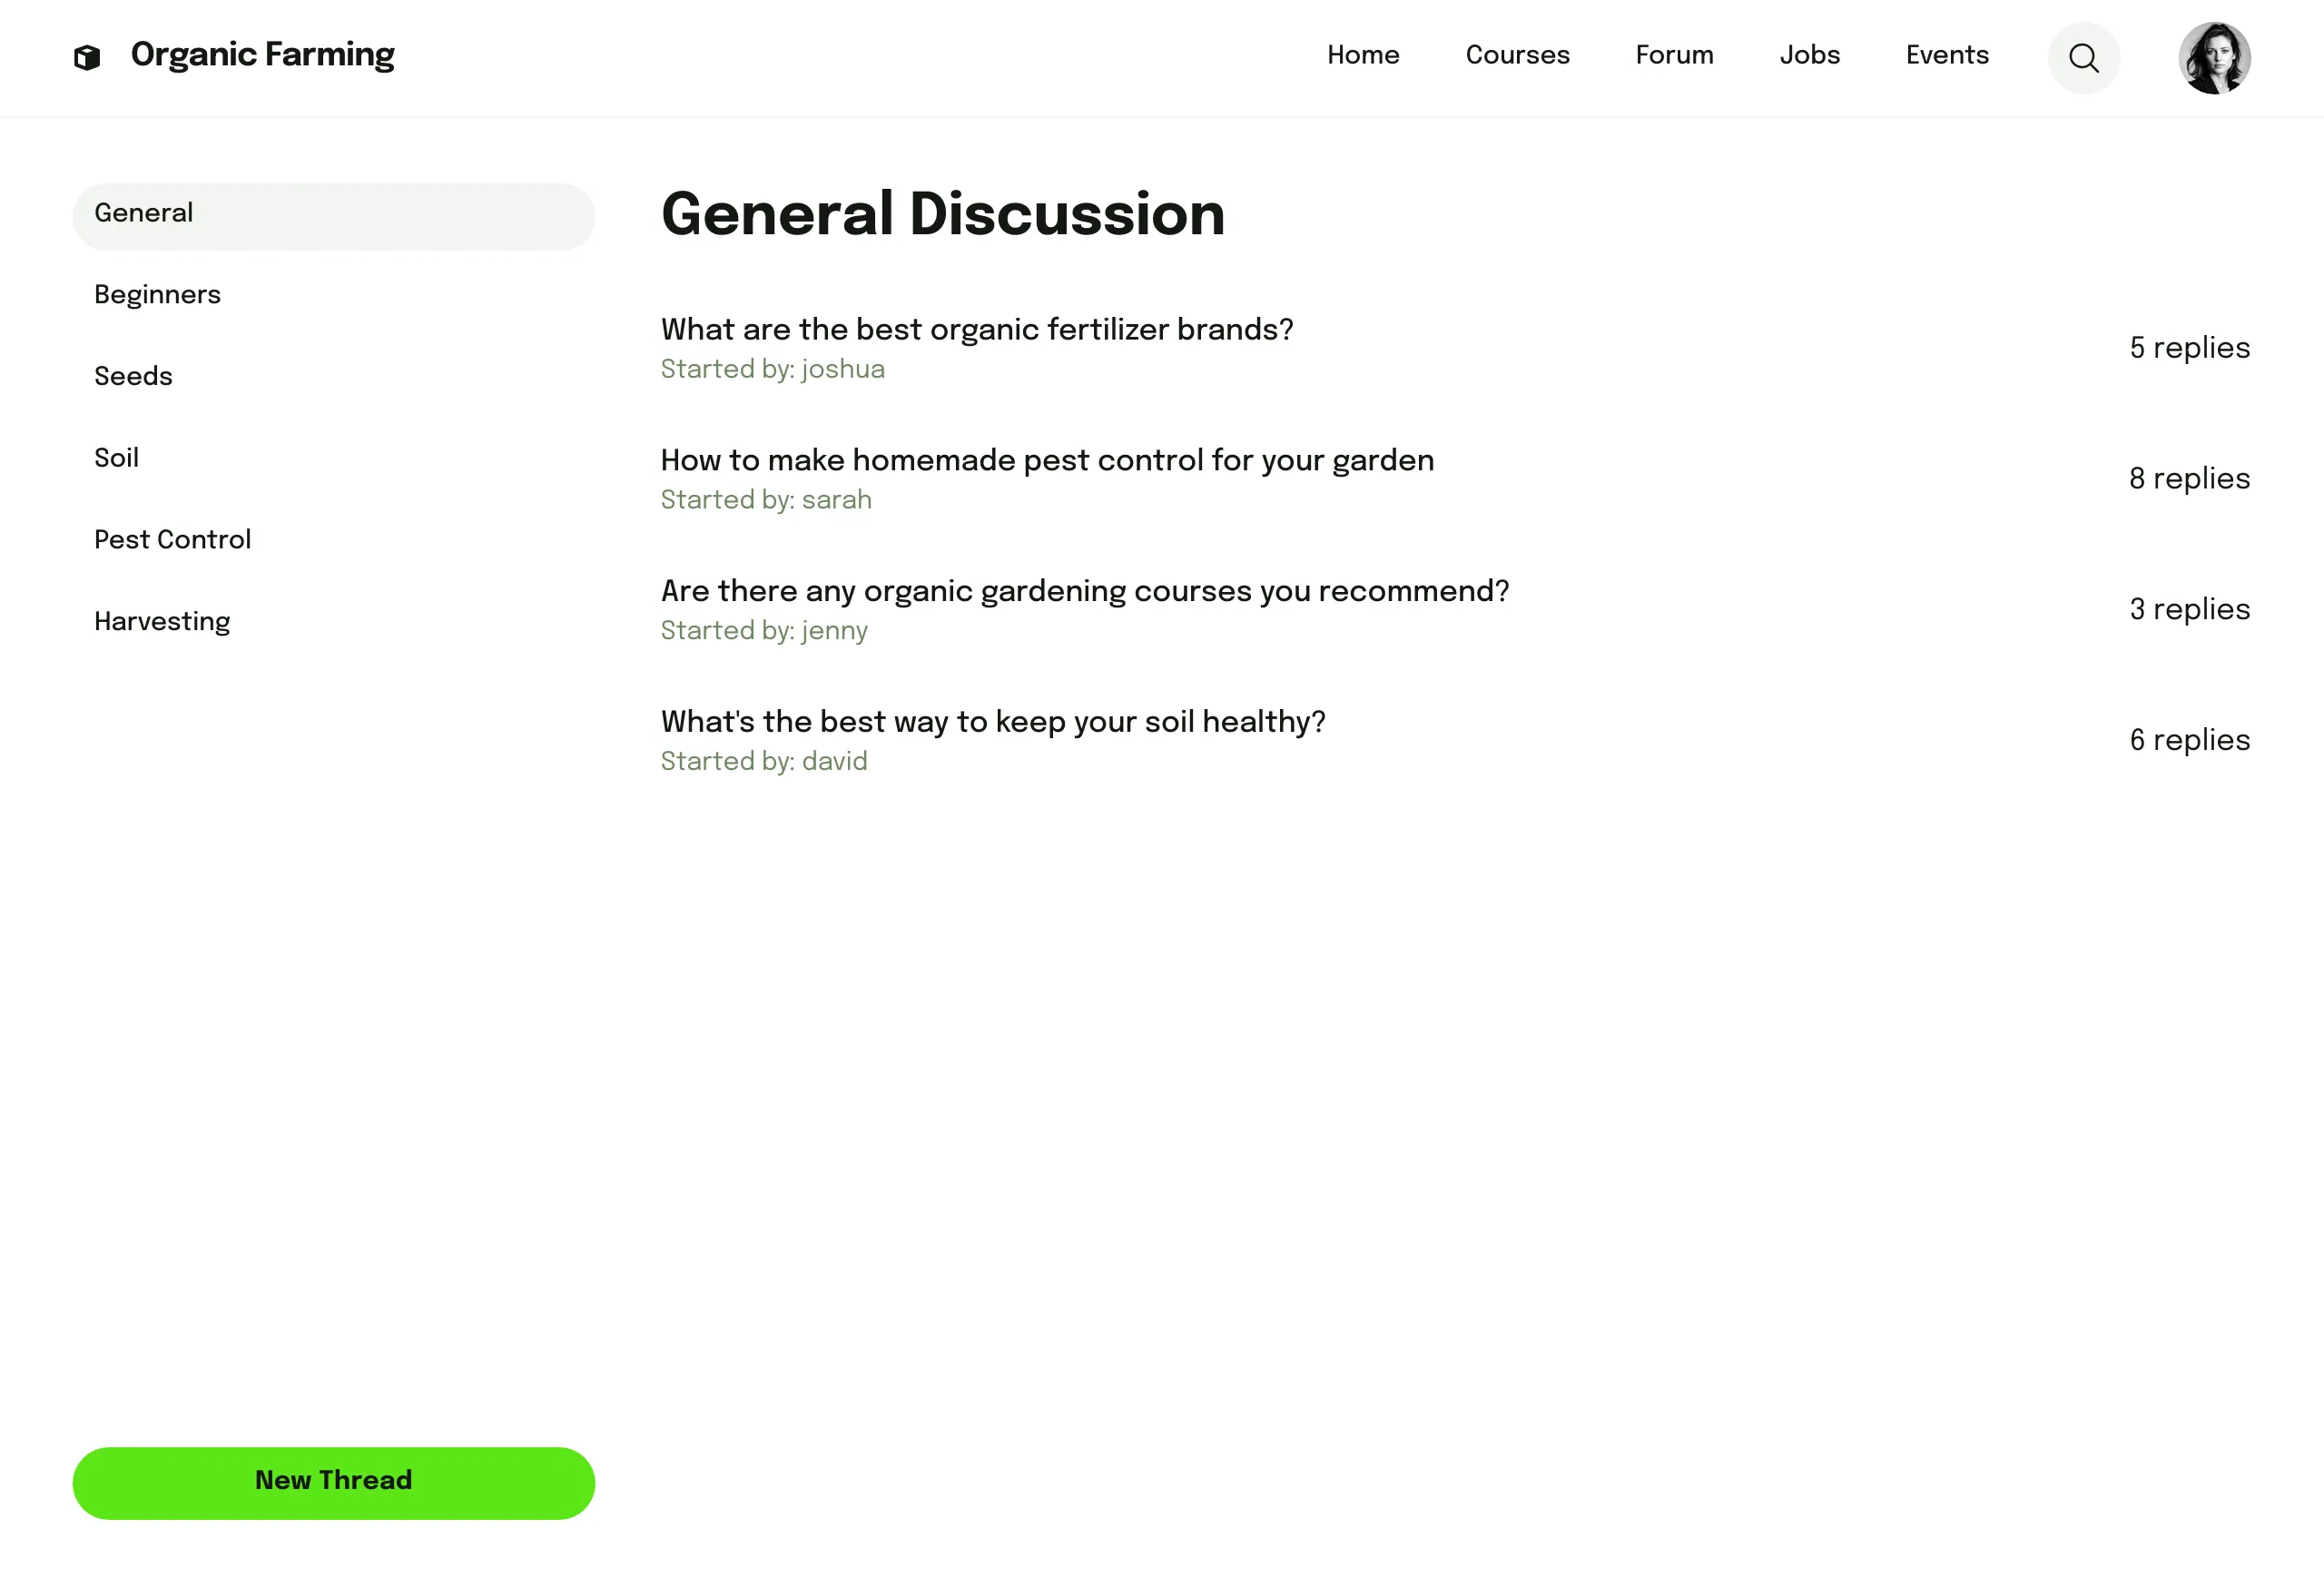 Organic Farming
Home
Courses
Forum
Jobs
Events
General
Beginners
Seeds
Soil
Pest Control
Harvesting
New Thread
General Discussion
What are the best organic fertilizer brands?
Started by: joshua
5 replies
How to make homemade pest control for your garden
Started by: sarah
8 replies
Are there any organic gardening courses you recommend?
Started by: jenny
3 replies
What's the best way to keep your soil healthy?
Started by: david
6 replies